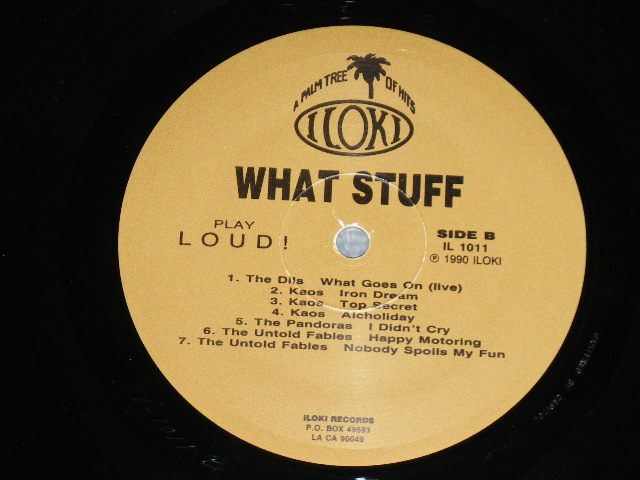 A PALM TREE OF HITS
ILOKI
WHAT STUFF
PLAY
LOUD!
SIDE B
IL 1011
℗ 1990 ILOKI
1. The Dils What Goes On (live)
2. Kaos Iron Dream
3. Kaos Top Secret
4. Kaos Alcholiday
5. The Pandoras I Didn't Cry
6. The Untold Fables Happy Motoring
7. The Untold Fables Nobody Spoils My Fun
ILOKI RECORDS
P.O. BOX 49593
LA CA 90049